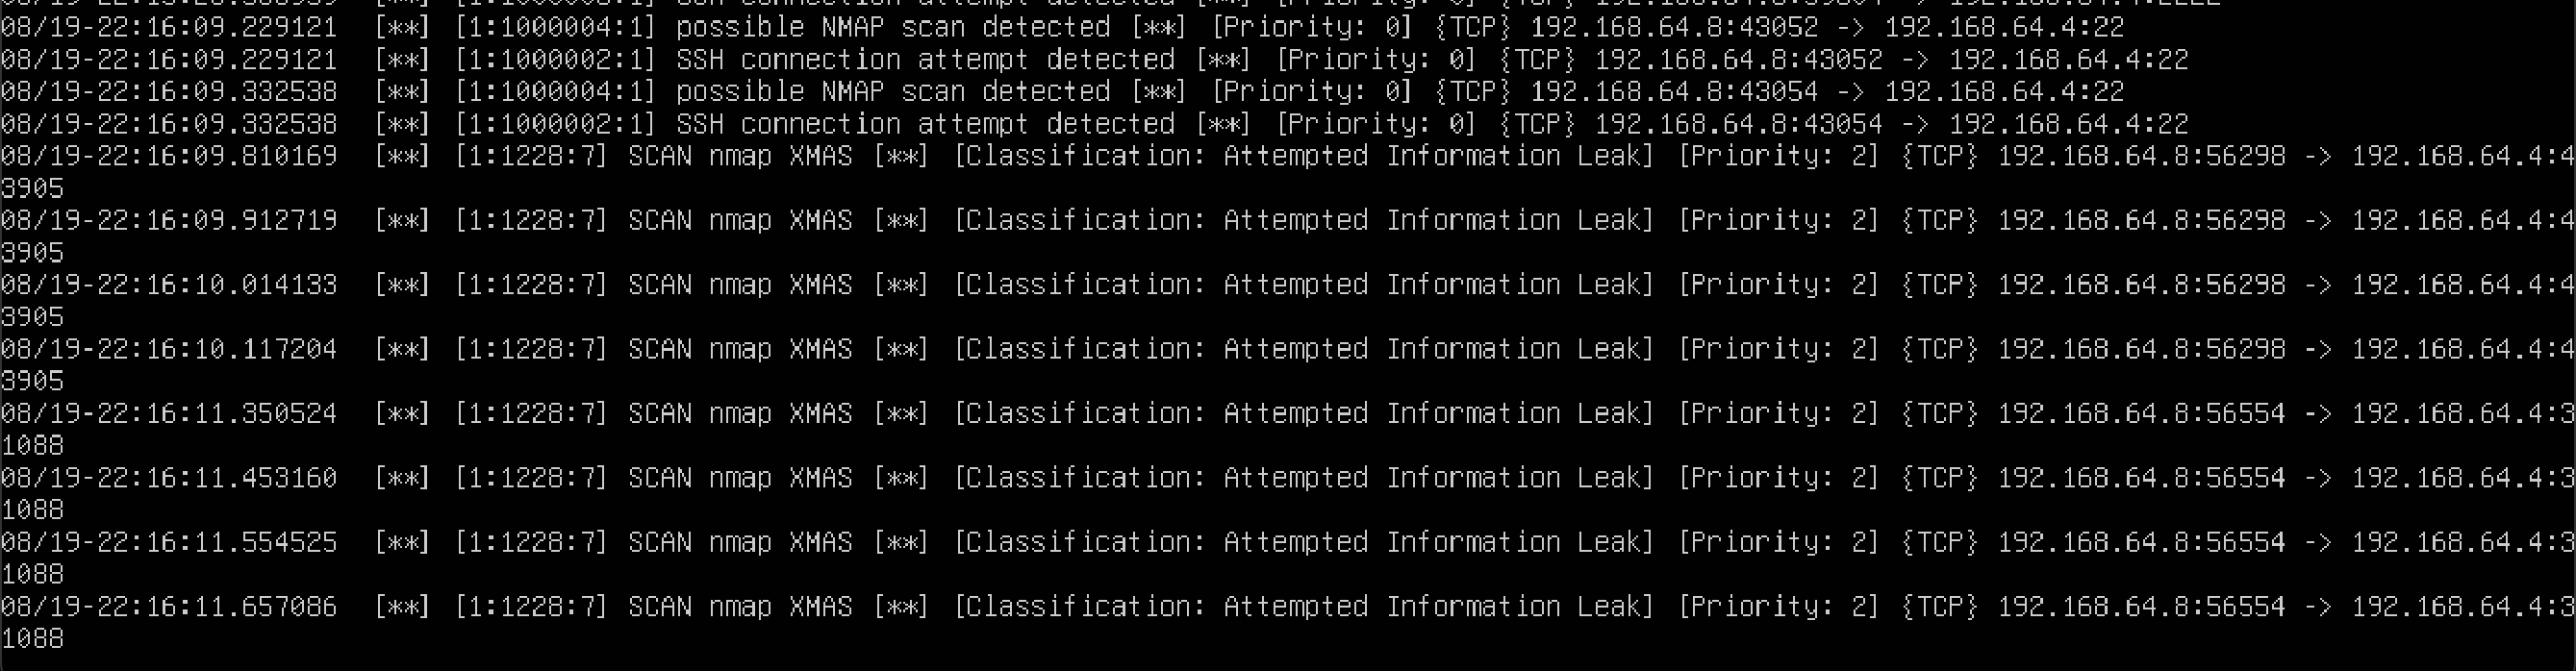 08/19-22:16:09.229121  [**] [1:1000004:1] possible NMAP scan detected [**] [Priority: 0] {TCP} 192.168.64.8:43052 -> 192.168.64.4:22
08/19-22:16:09.229121  [**] [1:1000002:1] SSH connection attempt detected [**] [Priority: 0] {TCP} 192.168.64.8:43052 -> 192.168.64.4:22
08/19-22:16:09.332538  [**] [1:1000004:1] possible NMAP scan detected [**] [Priority: 0] {TCP} 192.168.64.8:43054 -> 192.168.64.4:22
08/19-22:16:09.332538  [**] [1:1000002:1] SSH connection attempt detected [**] [Priority: 0] {TCP} 192.168.64.8:43054 -> 192.168.64.4:22
08/19-22:16:09.810169  [**] [1:1228:7] SCAN nmap XMAS [**] [Classification: Attempted Information Leak] [Priority: 2] {TCP} 192.168.64.8:56298 -> 192.168.64.4:4
3905
08/19-22:16:09.912719  [**] [1:1228:7] SCAN nmap XMAS [**] [Classification: Attempted Information Leak] [Priority: 2] {TCP} 192.168.64.8:56298 -> 192.168.64.4:4
3905
08/19-22:16:10.014133  [**] [1:1228:7] SCAN nmap XMAS [**] [Classification: Attempted Information Leak] [Priority: 2] {TCP} 192.168.64.8:56298 -> 192.168.64.4:4
3905
08/19-22:16:10.117204  [**] [1:1228:7] SCAN nmap XMAS [**] [Classification: Attempted Information Leak] [Priority: 2] {TCP} 192.168.64.8:56298 -> 192.168.64.4:4
3905
08/19-22:16:11.350524  [**] [1:1228:7] SCAN nmap XMAS [**] [Classification: Attempted Information Leak] [Priority: 2] {TCP} 192.168.64.8:56554 -> 192.168.64.4:3
1088
08/19-22:16:11.453160  [**] [1:1228:7] SCAN nmap XMAS [**] [Classification: Attempted Information Leak] [Priority: 2] {TCP} 192.168.64.8:56554 -> 192.168.64.4:3
1088
08/19-22:16:11.554525  [**] [1:1228:7] SCAN nmap XMAS [**] [Classification: Attempted Information Leak] [Priority: 2] {TCP} 192.168.64.8:56554 -> 192.168.64.4:3
1088
08/19-22:16:11.657086  [**] [1:1228:7] SCAN nmap XMAS [**] [Classification: Attempted Information Leak] [Priority: 2] {TCP} 192.168.64.8:56554 -> 192.168.64.4:3
1088